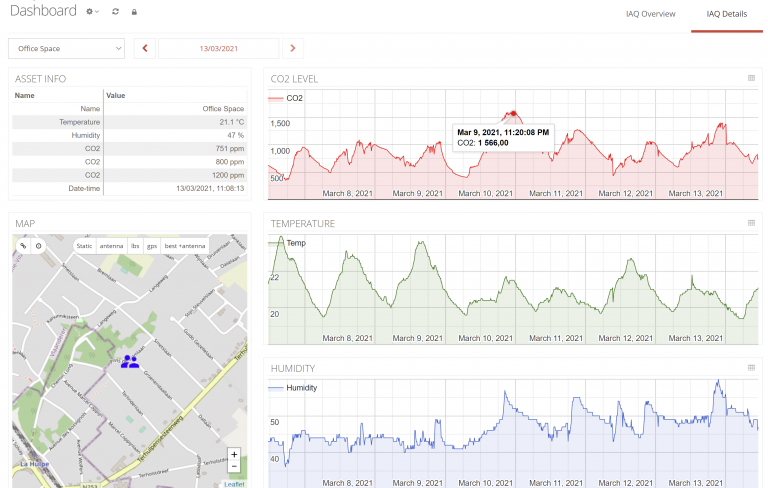 Dashboard
IAQ Overview IAQ Details
Office Space 13/03/2021
ASSET INFO
Name Value
Name Office Space
Temperature 21.1 °C
Humidity 47 %
CO2 751 ppm
CO2 800 ppm
CO2 1200 ppm
Date-time 13/03/2021, 11:08:13
CO2 LEVEL
CO2
1,500
1,000
500
Mar 9, 2021, 11:20:08 PM
CO2: 1 566,00
March 8, 2021 March 9, 2021 March 10, 2021 March 11, 2021 March 12, 2021 March 13, 2021
MAP
Static antenna lbs gps best +antenna
Langeweg
Langeweg
La Hulpe
N253
+
−
Leaflet
TEMPERATURE
Temp
22
20
March 8, 2021 March 9, 2021 March 10, 2021 March 11, 2021 March 12, 2021 March 13, 2021
HUMIDITY
Humidity
50
40
March 8, 2021 March 9, 2021 March 10, 2021 March 11, 2021 March 12, 2021 March 13, 2021